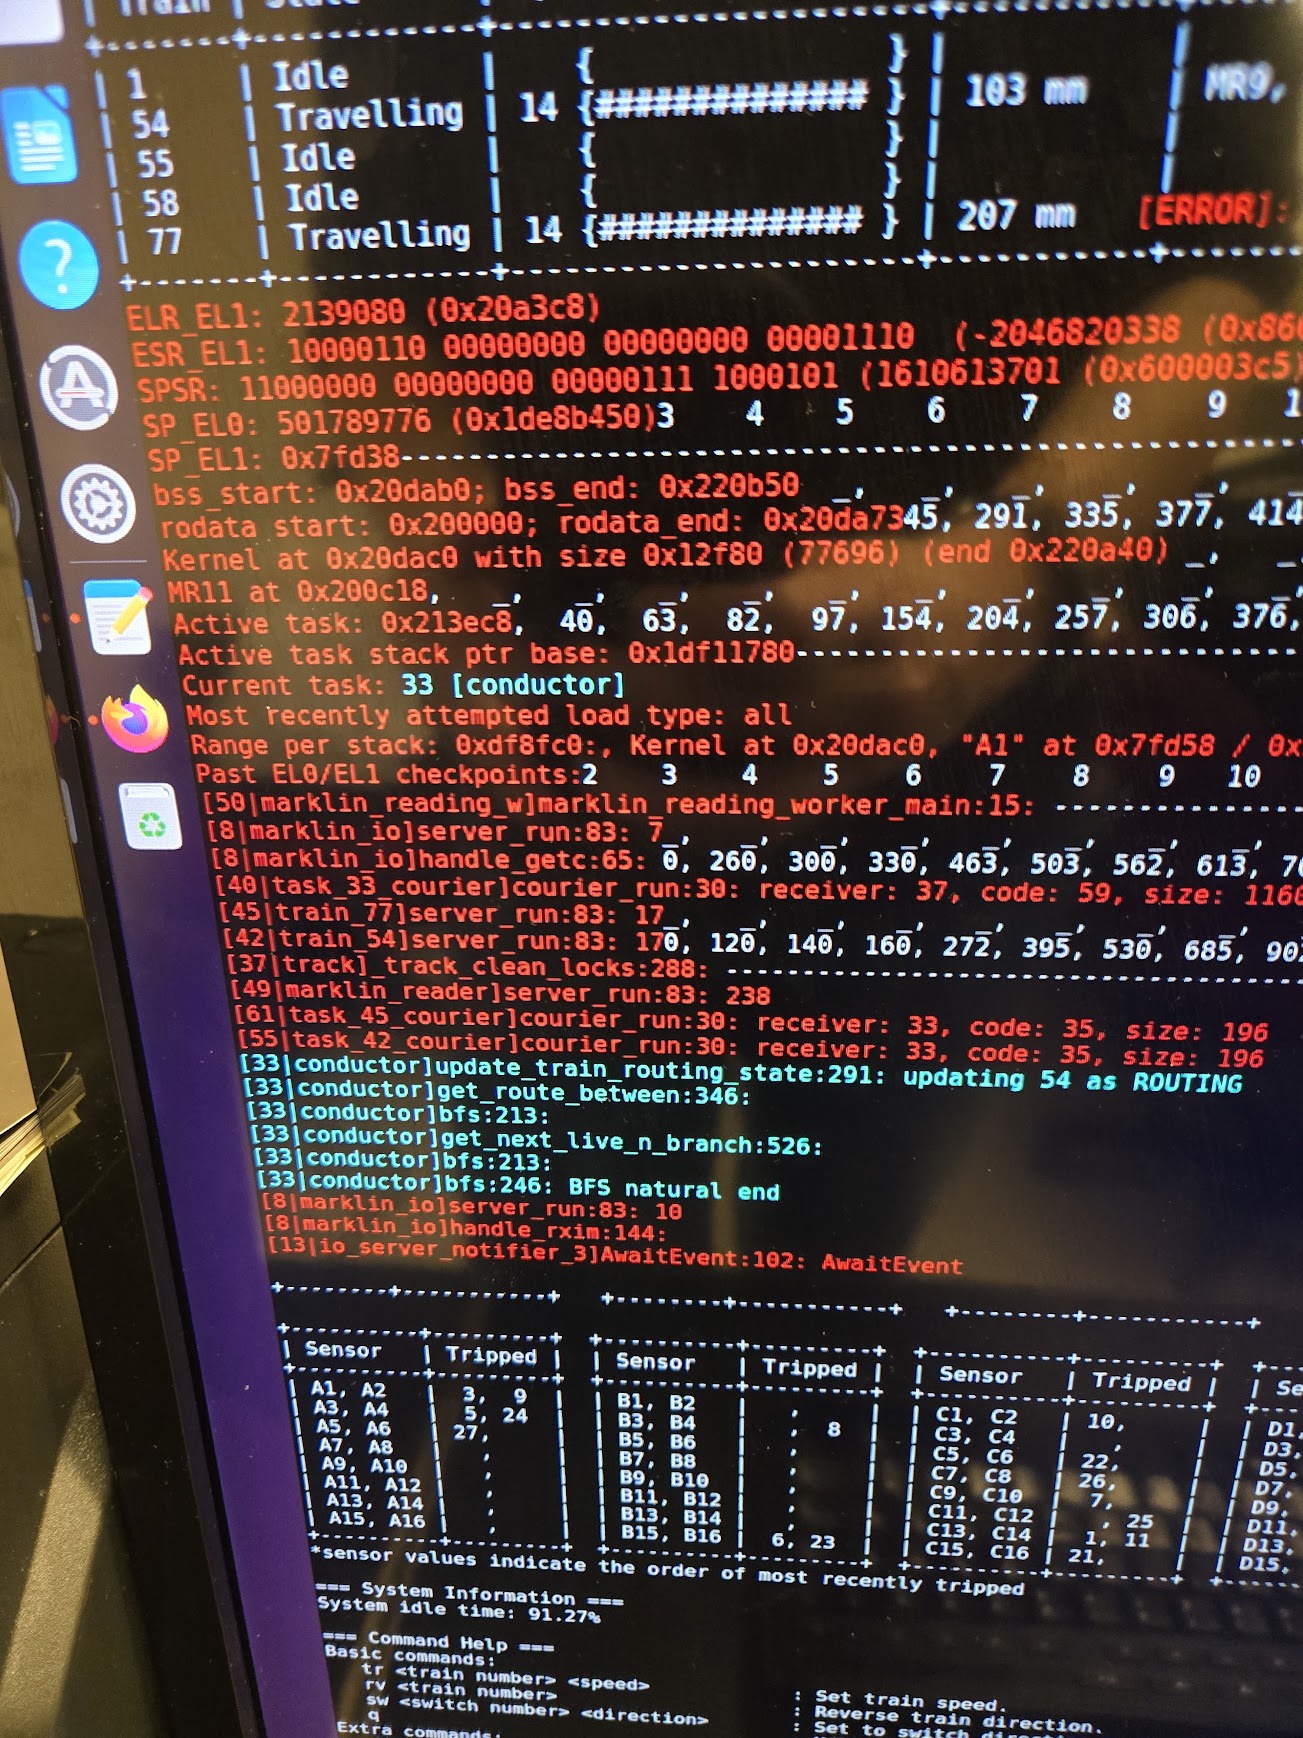 | Train | State
+---------+-------------+----------------------+------------+
| 1 | Idle | { } |
| 54 | Travelling | 14 {############## } | 103 mm | MR9,
| 55 | Idle | { } |
| 58 | Idle | { } |
| 77 | Travelling | 14 {############## } | 207 mm [ERROR]:
+---------+-------------+----------------------+------------+
ELR_EL1: 2139080 (0x20a3c8)
ESR_EL1: 10000110 00000000 00000000 00001110 (-2046820338 (0x860
SPSR: 11000000 00000000 00000111 1000101 (1610613701 (0x600003c5)
SP_EL0: 501789776 (0x1de8b450)3 4 5 6 7 8 9 1
SP_EL1: 0x7fd38--------------------
bss_start: 0x20dab0; bss_end: 0x220b50 _, _, _, _,
rodata start: 0x200000; rodata_end: 0x20da7345, 291, 335, 377, 414
Kernel at 0x20dac0 with size 0x12f80 (77696) (end 0x220a40) _,
MR11 at 0x200c18, _, _, _, _, _, _, _, _, _,
Active task: 0x213ec8, 40, 63, 82, 97, 154, 204, 257, 306, 376,
Active task stack ptr base: 0x1df11780--------------------
Current task: 33 [conductor]
Most recently attempted load type: all
Range per stack: 0xdf8fc0:, Kernel at 0x20dac0, "A1" at 0x7fd58 / 0x
Past EL0/EL1 checkpoints:2 3 4 5 6 7 8 9 10
[50|marklin_reading_w]marklin_reading_worker_main:15: --------------
[8|marklin_io]server_run:83: 7_, _, _, _, _, _, _, _,
[8|marklin_io]handle_getc:65: 0, 260, 300, 330, 463, 503, 562, 613, 7
[40|task_33_courier]courier_run:30: receiver: 37, code: 59, size: 1160
[45|train_77]server_run:83: 17_, _, _, _, _, _, _, _,
[42|train_54]server_run:83: 170, 120, 140, 160, 272, 395, 530, 685, 90
[37|track]_track_clean_locks:288: --------------------
[49|marklin_reader]server_run:83: 238
[61|task_45_courier]courier_run:30: receiver: 33, code: 35, size: 196
[55|task_42_courier]courier_run:30: receiver: 33, code: 35, size: 196
[33|conductor]update_train_routing_state:291: updating 54 as ROUTING
[33|conductor]get_route_between:346:
[33|conductor]bfs:213:
[33|conductor]get_next_live_n_branch:526:
[33|conductor]bfs:213:
[33|conductor]bfs:246: BFS natural end
[8|marklin_io]server_run:83: 10
[8|marklin_io]handle_rxim:144:
[13|io_server_notifier_3]AwaitEvent:102: AwaitEvent
+---------+------------+ +---------+------------+ +---------+------------+
| Sensor | Tripped | | Sensor | Tripped | | Sensor | Tripped | | Se
| A1, A2 | 3, 9 | | B1, B2 | , | | C1, C2 | 10, | | D1,
| A3, A4 | 5, 24 | | B3, B4 | , 8 | | C3, C4 | , | | D3,
| A5, A6 | 27, | | B5, B6 | , | | C5, C6 | 22, | | D5,
| A7, A8 | , | | B7, B8 | , | | C7, C8 | 26, | | D7,
| A9, A10 | , | | B9, B10 | , | | C9, C10 | 7, | | D9,
| A11, A12 | , | | B11, B12 | , | | C11, C12 | , 25 | | D11,
| A13, A14 | , | | B13, B14 | , | | C13, C14 | 1, 11 | | D13,
| A15, A16 | , | | B15, B16 | 6, 23 | | C15, C16 | 21, | | D15,
*sensor values indicate the order of most recently tripped
=== System Information ===
System idle time: 91.27%
=== Command Help ===
Basic commands:
tr <train number> <speed> : Set train speed.
rv <train number> : Reverse train direction.
sw <switch number> <direction> : Set to switch
q
Extra commands: